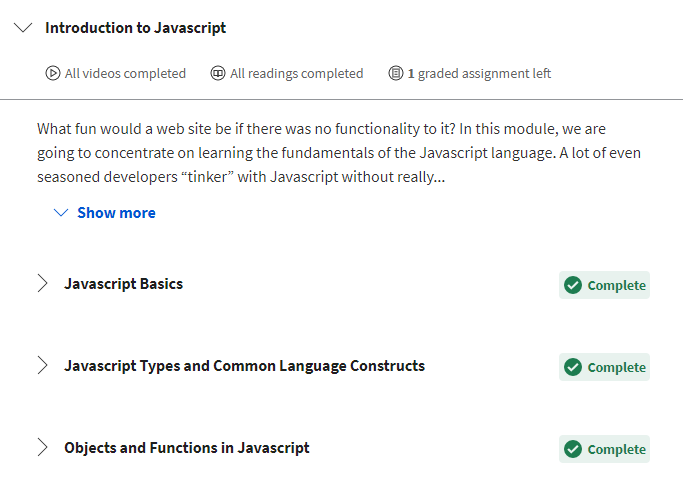 Introduction to Javascript
All videos completed All readings completed 1 graded assignment left
What fun would a web site be if there was no functionality to it? In this module, we are
going to concentrate on learning the fundamentals of the Javascript language. A lot of even
seasoned developers “tinker” with Javascript without really...
Show more
Javascript Basics Complete
Javascript Types and Common Language Constructs Complete
Objects and Functions in Javascript Complete